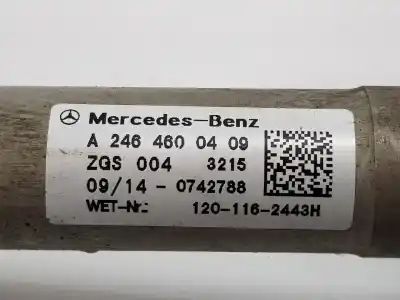 Mercedes-Benz
A 246 460 04 09
ZGS 004 3215
09/14 - 0742788
WET-Nr.: 120-116-2443H